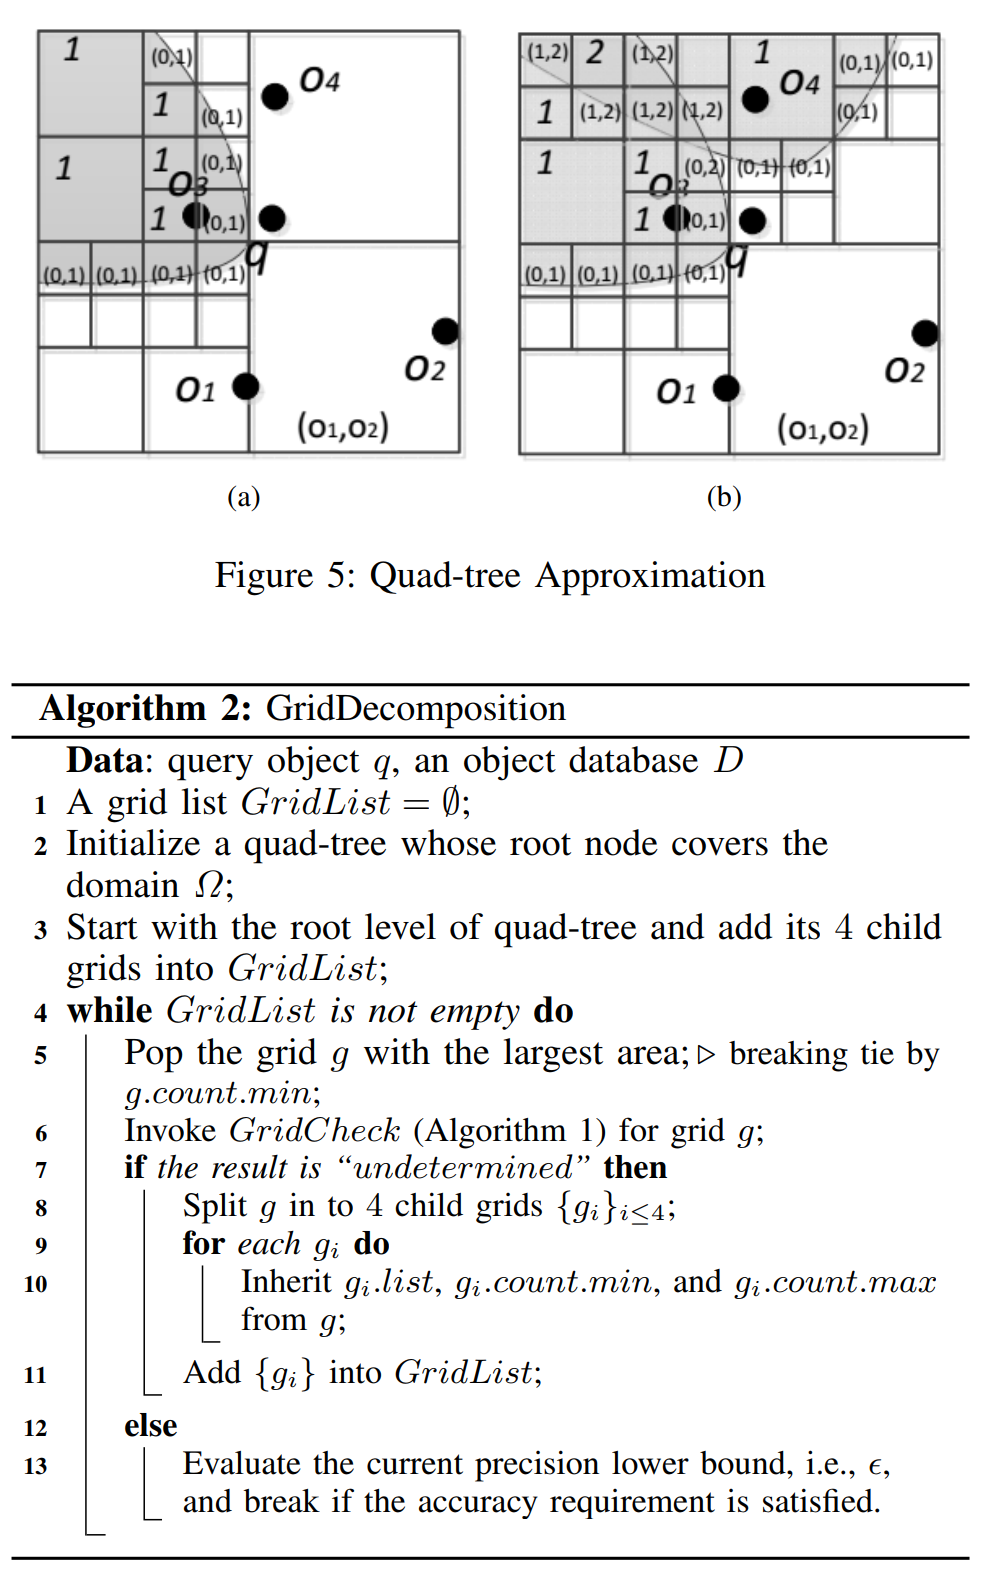 1 (0,1)
O4
1 (0,1)
1 1 (0,1)
O3
1 (0,1)
q
(0,1) (0,1) (0,1) (0,1)
O2
O1
(O1,O2)
(a)
(1,2) 2 (1,2) 1 (0,1) (0,1)
O4
1 (1,2) (1,2) (1,2) (0,1)
1 1 (0,2) (0,1) (0,1)
O3
1 (0,1)
q
(0,1) (0,1) (0,1) (0,1)
O2
O1
(O1,O2)
(b)
Figure 5: Quad-tree Approximation
Algorithm 2: GridDecomposition
Data: query object q, an object database D
1 A grid list GridList = ∅;
2 Initialize a quad-tree whose root node covers the
domain Ω;
3 Start with the root level of quad-tree and add its 4 child
grids into GridList;
4 while GridList is not empty do
5 Pop the grid g with the largest area; ▷ breaking tie by
g.count.min;
6 Invoke GridCheck (Algorithm 1) for grid g;
7 if the result is “undetermined” then
8 Split g in to 4 child grids {gᵢ}ᵢ≤₄;
9 for each gᵢ do
10 Inherit gᵢ.list, gᵢ.count.min, and gᵢ.count.max
from g;
11 Add {gᵢ} into GridList;
12 else
13 Evaluate the current precision lower bound, i.e., ϵ,
and break if the accuracy requirement is satisfied.